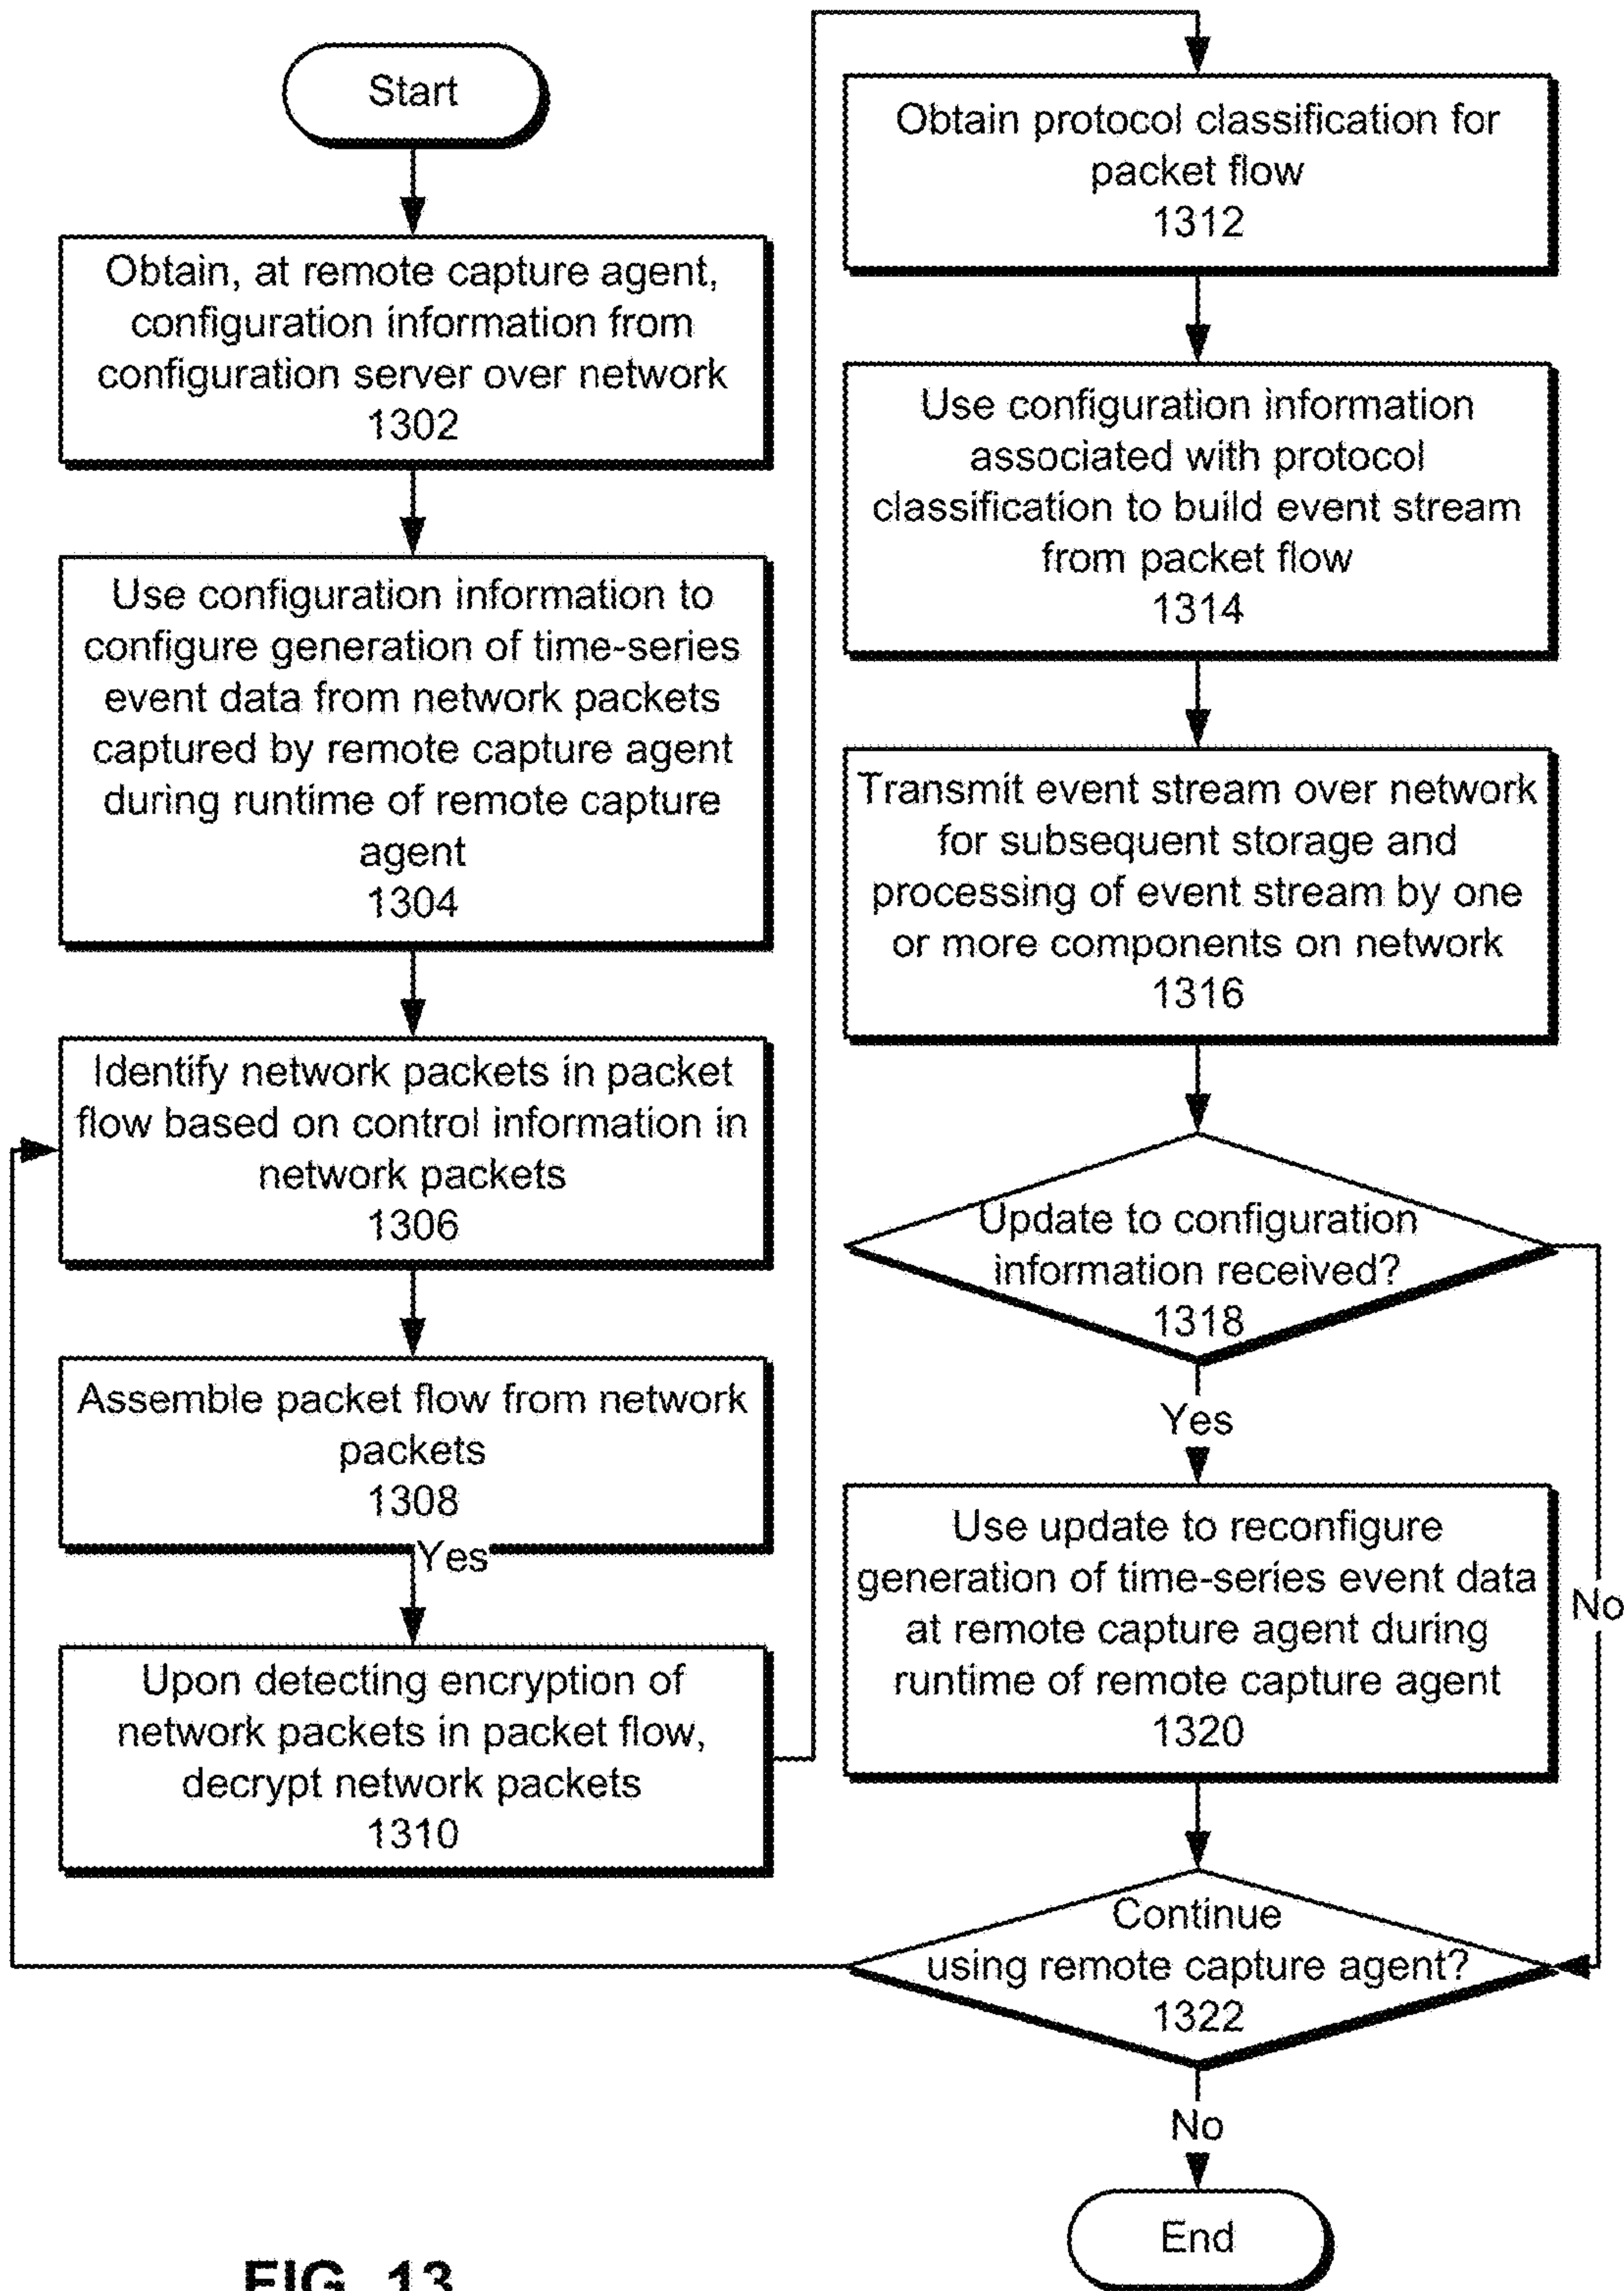 Start
Obtain, at remote capture agent,
configuration information from
configuration server over network
1302
Use configuration information to
configure generation of time-series
event data from network packets
captured by remote capture agent
during runtime of remote capture
agent
1304
Identify network packets in packet
flow based on control information in
network packets
1306
Assemble packet flow from network
packets
1308
Yes
Upon detecting encryption of
network packets in packet flow,
decrypt network packets
1310
Obtain protocol classification for
packet flow
1312
Use configuration information
associated with protocol
classification to build event stream
from packet flow
1314
Transmit event stream over network
for subsequent storage and
processing of event stream by one
or more components on network
1316
Update to configuration
information received?
1318
Yes
No
Use update to reconfigure
generation of time-series event data
at remote capture agent during
runtime of remote capture agent
1320
Continue
using remote capture agent?
1322
No
End
FIG. 13